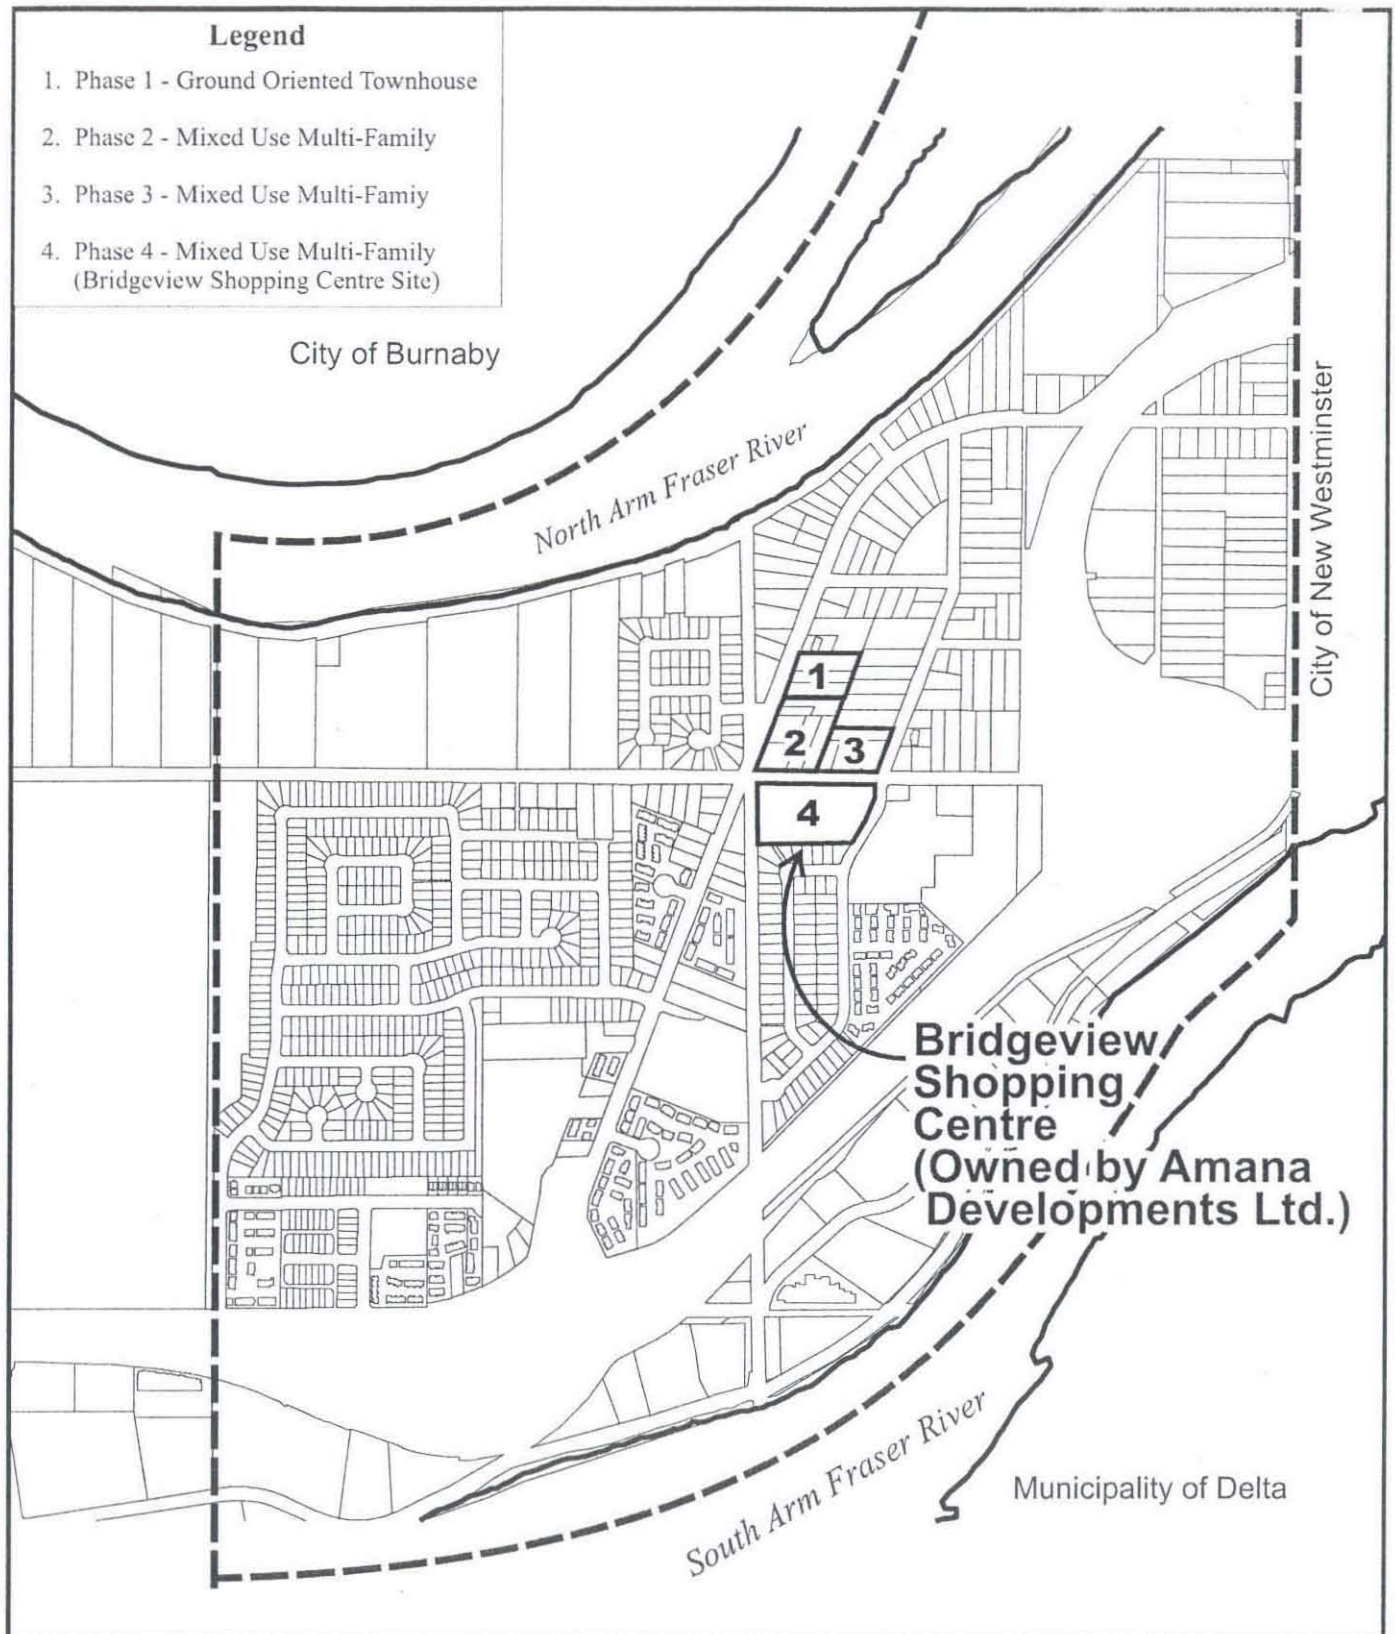 Legend
1. Phase 1 - Ground Oriented Townhouse
2. Phase 2 - Mixed Use Multi-Family
3. Phase 3 - Mixed Use Multi-Famiy
4. Phase 4 - Mixed Use Multi-Family
(Bridgeview Shopping Centre Site)
City of Burnaby
North Arm Fraser River
City of New Westminster
1
2
3
4
Bridgeview
Shopping
Centre
(Owned by Amana
Developments Ltd.)
South Arm Fraser River
Municipality of Delta